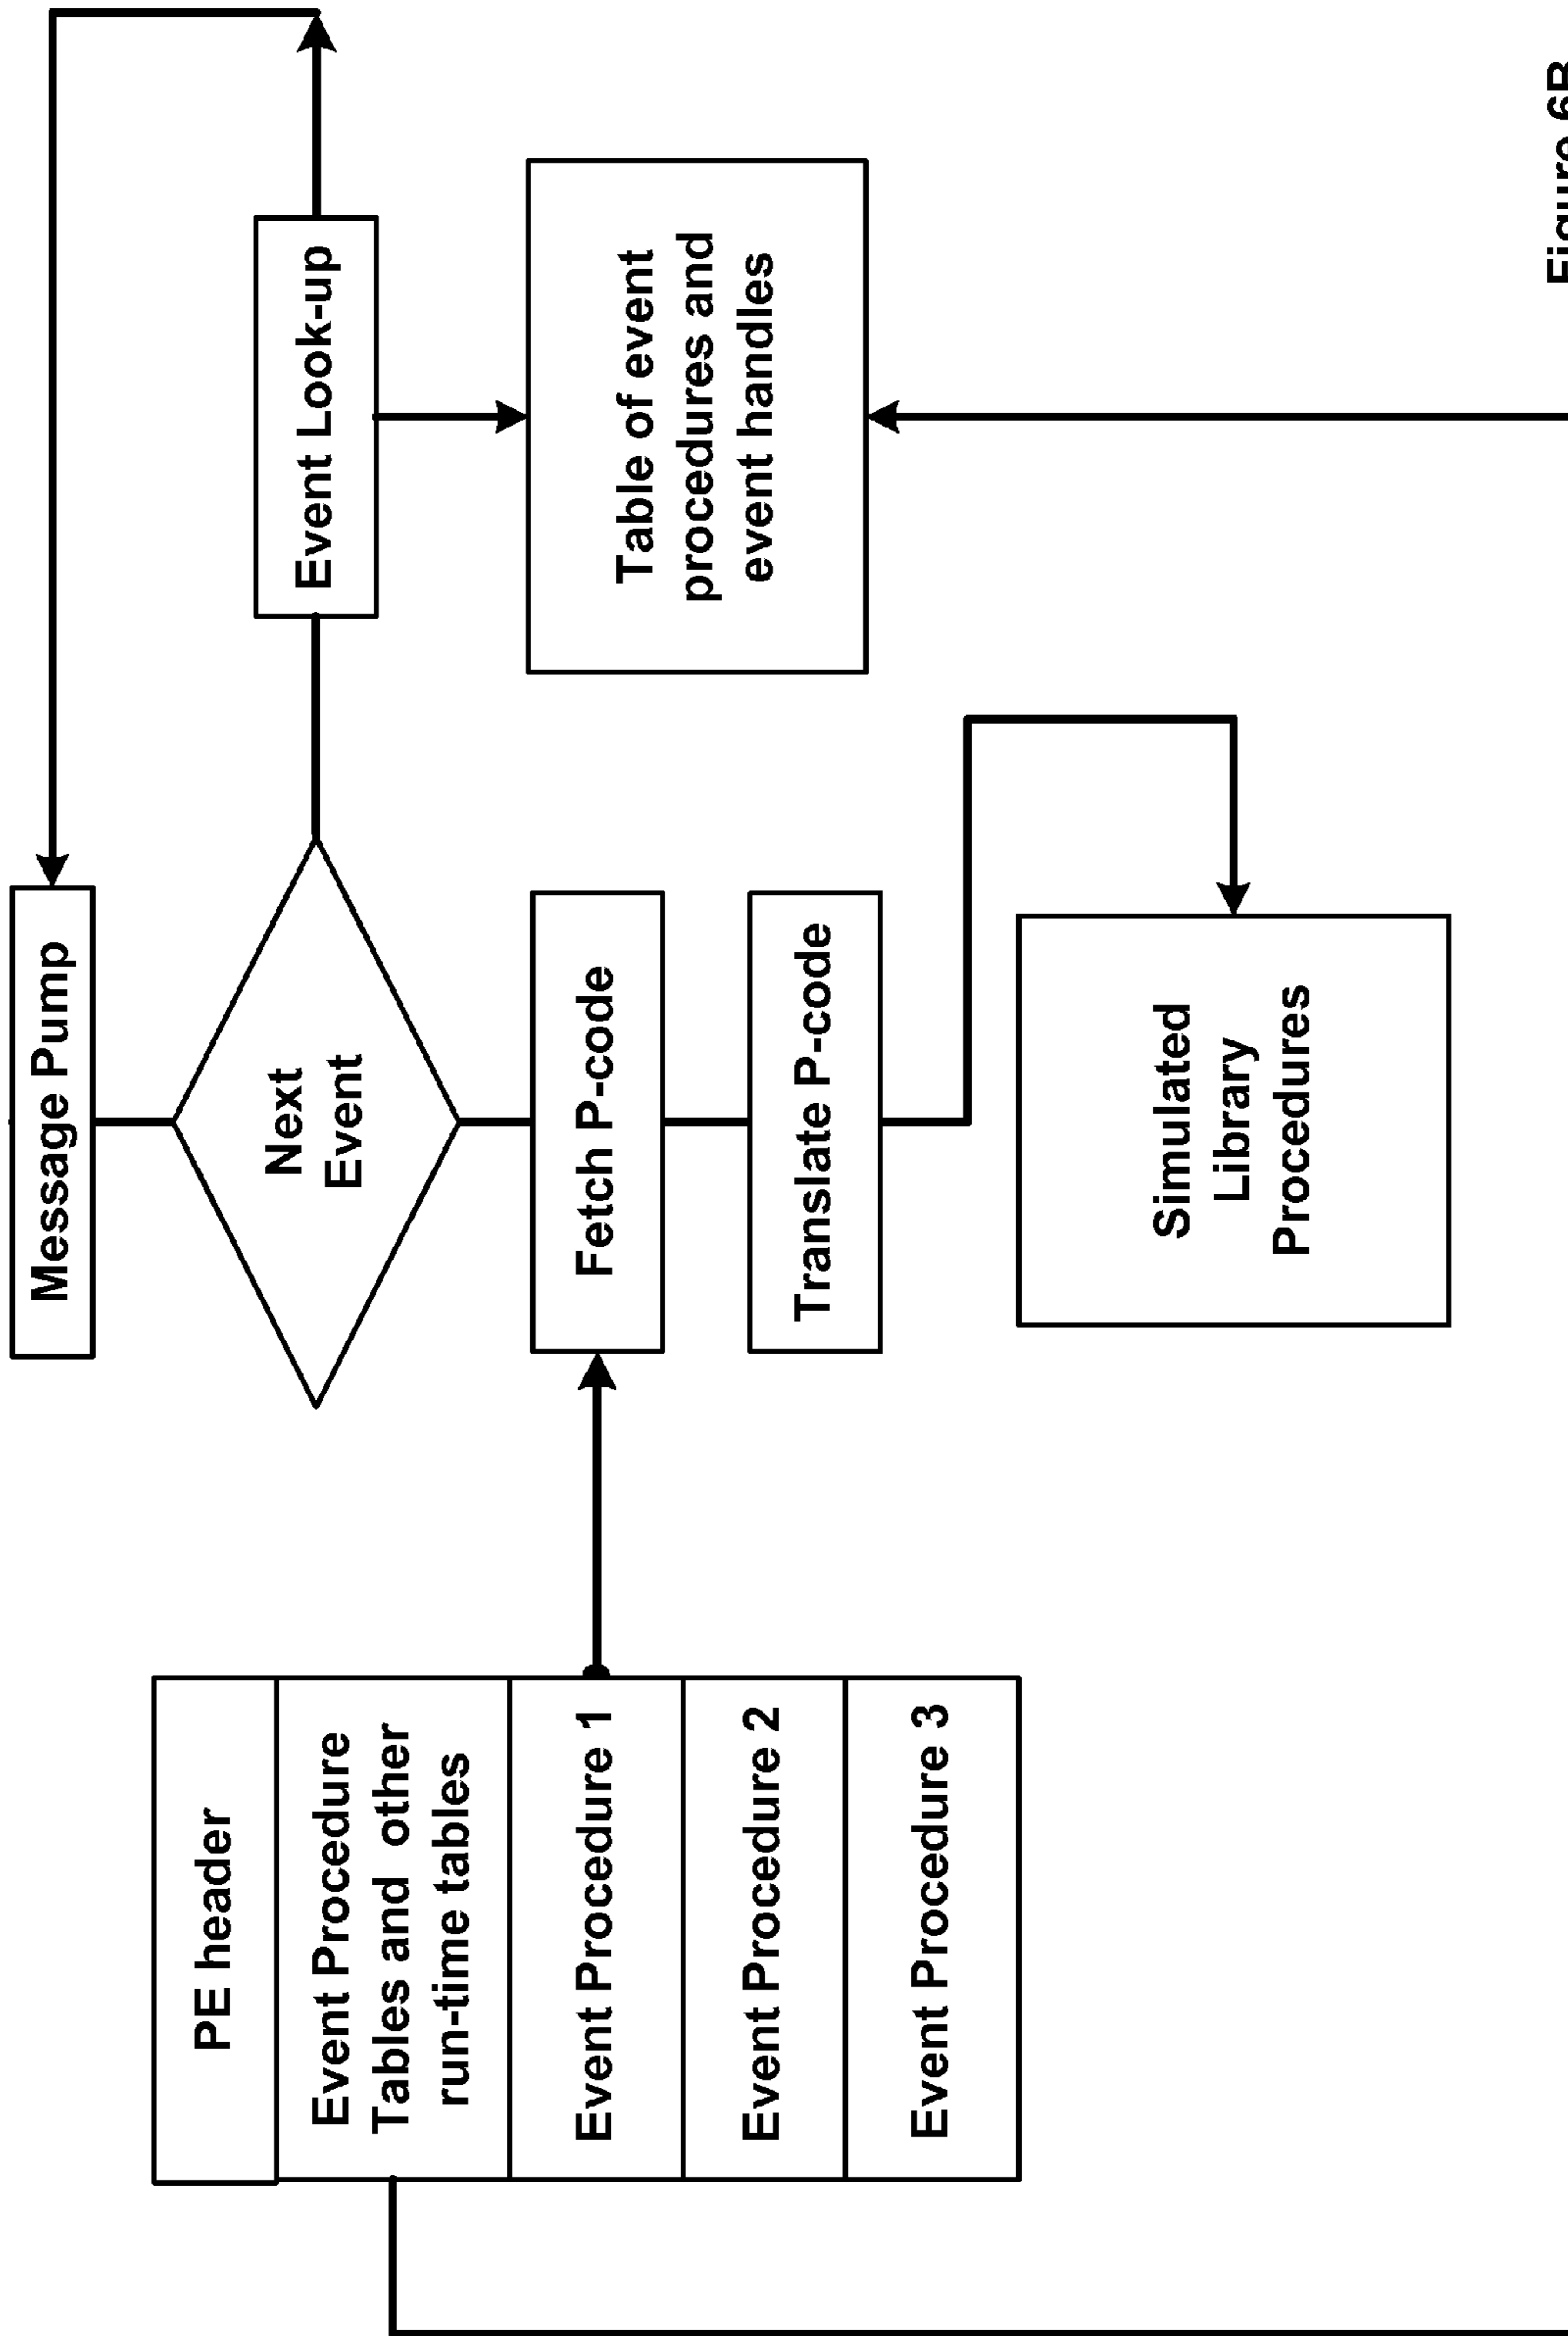 PE header
Event Procedure
Tables and other
run-time tables
Event Procedure 1
Event Procedure 2
Event Procedure 3
Message Pump
Next
Event
Fetch P-code
Translate P-code
Simulated
Library
Procedures
Event Look-up
Table of event
procedures and
event handles
Figure 6B